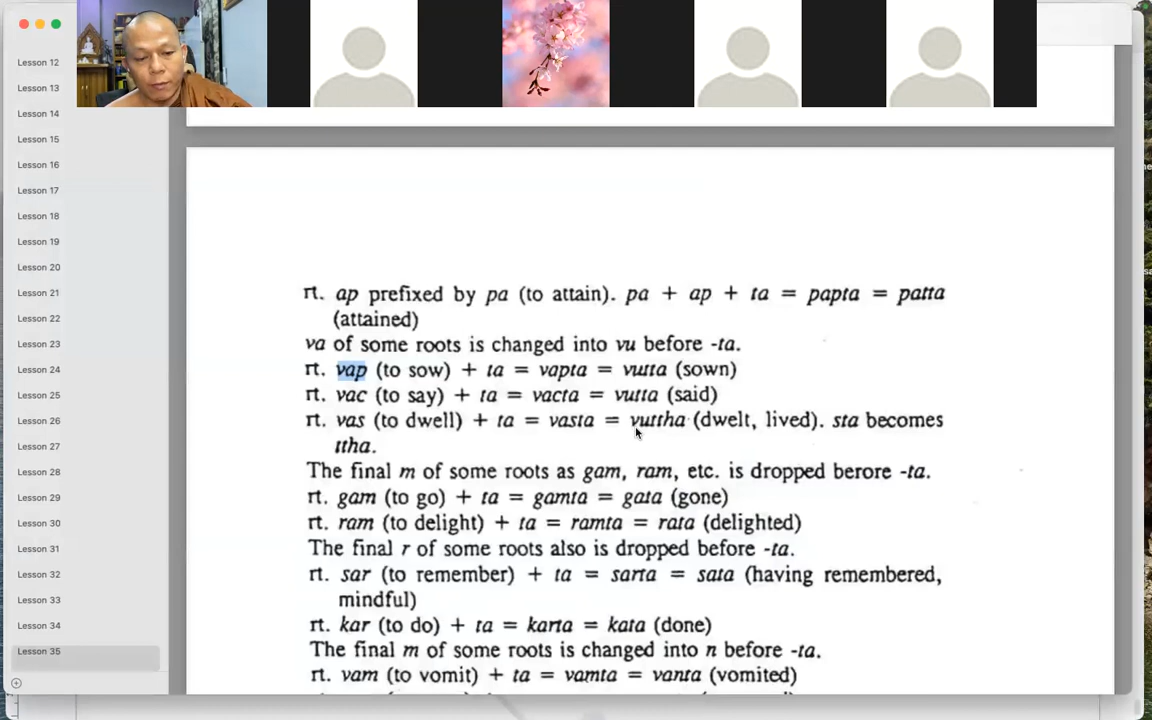 Lesson 12
Lesson 13
Lesson 14
Lesson 15
Lesson 16
Lesson 17
Lesson 18
Lesson 19
Lesson 20
Lesson 21
Lesson 22
Lesson 23
Lesson 24
Lesson 25
Lesson 26
Lesson 27
Lesson 28
Lesson 29
Lesson 30
Lesson 31
Lesson 32
Lesson 33
Lesson 34
Lesson 35
rt. ap prefixed by pa (to attain). pa + ap + ta = papta = patta
(attained)
va of some roots is changed into vu before -ta.
rt. vap (to sow) + ta = vapta = vutta (sown)
rt. vac (to say) + ta = vacta = vutta (said)
rt. vas (to dwell) + ta = vasta = vuttha (dwelt, lived). sta becomes
ttha.
The final m of some roots as gam, ram, etc. is dropped berore -ta.
rt. gam (to go) + ta = gamta = gata (gone)
rt. ram (to delight) + ta = ramta = rata (delighted)
The final r of some roots also is dropped before -ta.
rt. sar (to remember) + ta = sarta = sata (having remembered,
mindful)
rt. kar (to do) + ta = karta = kata (done)
The final m of some roots is changed into n before -ta.
rt. vam (to vomit) + ta = vamta = vanta (vomited)